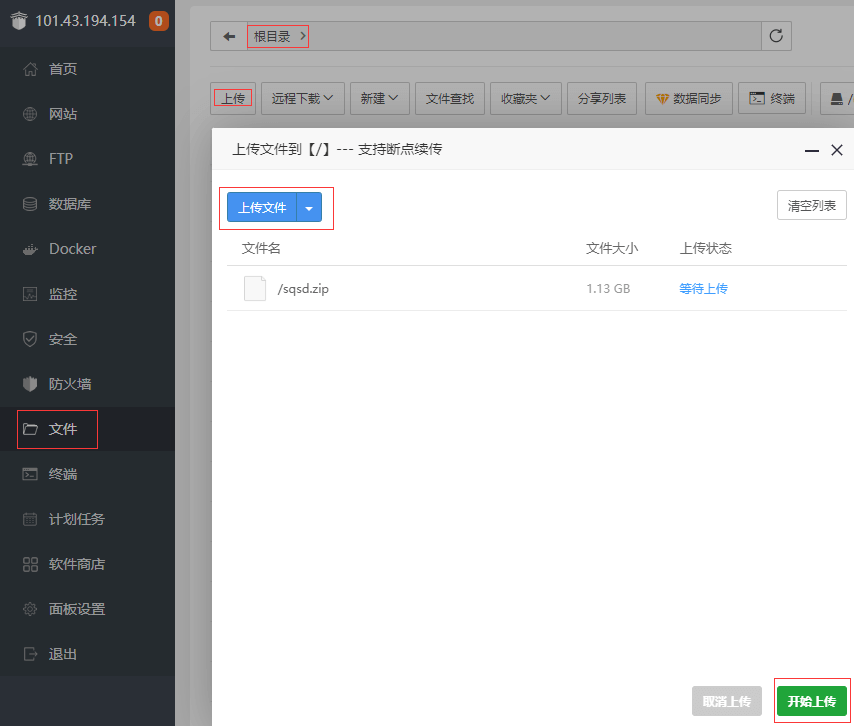 101.43.194.154 0
首页
网站
FTP
数据库
Docker
监控
安全
防火墙
文件
终端
计划任务
软件商店
面板设置
退出
根目录
上传 远程下载 新建 文件查找 收藏夹 分享列表 数据同步 终端 /
上传文件到【/】--- 支持断点续传
上传文件 清空列表
文件名 文件大小 上传状态
/sqsd.zip 1.13 GB 等待上传
取消上传 开始上传